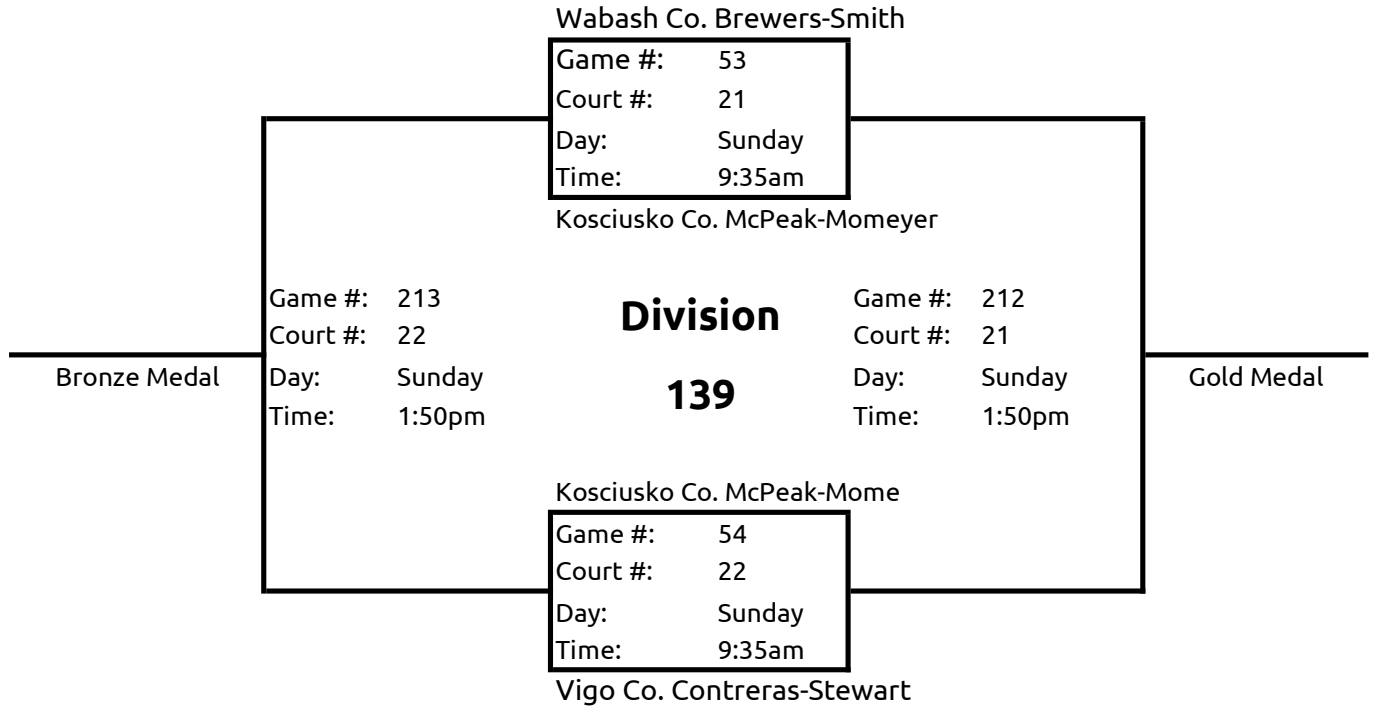 Wabash Co. Brewers-Smith
Game #: 53
Court #: 21
Day: Sunday
Time: 9:35am
Kosciusko Co. McPeak-Momeyer
Game #: 213
Court #: 22
Day: Sunday
Time: 1:50pm
Bronze Medal
Division
139
Game #: 212
Court #: 21
Day: Sunday
Time: 1:50pm
Gold Medal
Kosciusko Co. McPeak-Mome
Game #: 54
Court #: 22
Day: Sunday
Time: 9:35am
Vigo Co. Contreras-Stewart